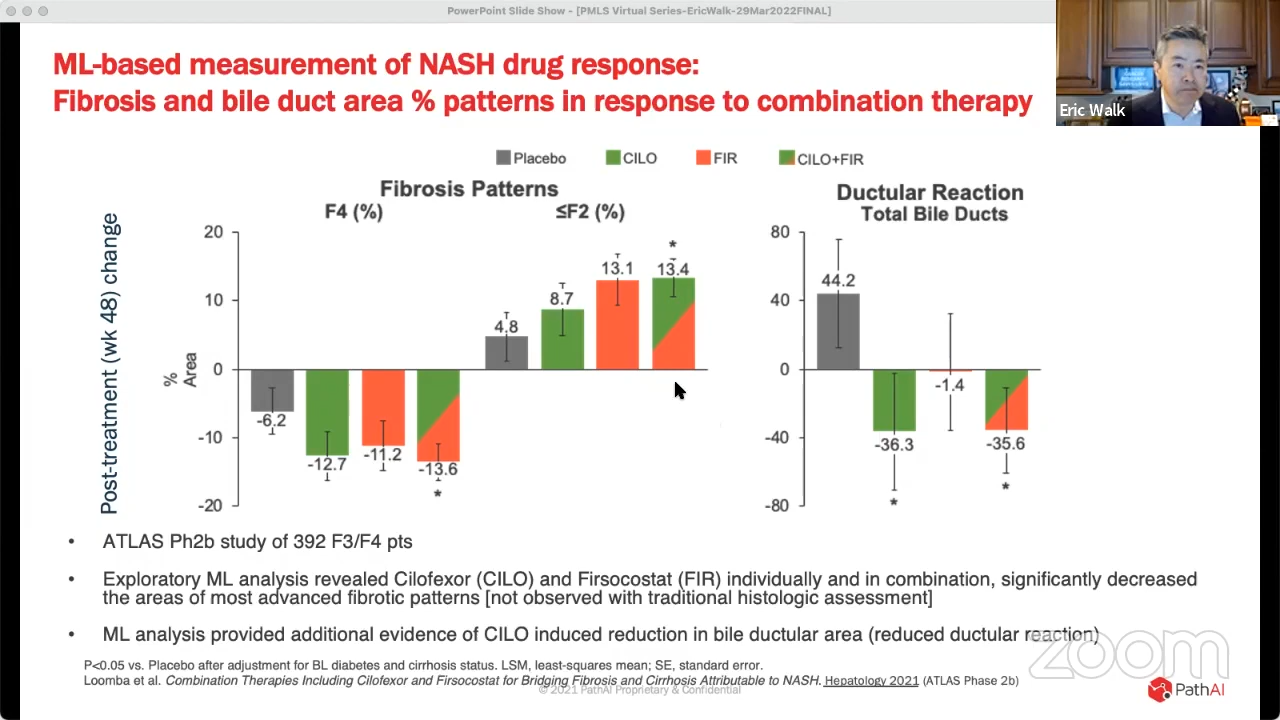 PowerPoint Slide Show - [PMLS Virtual Series-EricWalk-29Mar2022FINAL]
ML-based measurement of NASH drug response:
Fibrosis and bile duct area % patterns in response to combination therapy
Eric Walk
Placebo CILO FIR CILO+FIR
Fibrosis Patterns
F4 (%) ≤F2 (%)
Ductular Reaction
Total Bile Ducts
Post-treatment (wk 48) change
% Area
20
10
0
-10
-20
-6.2
-12.7
-11.2
-13.6
*
4.8
8.7
13.1
*
13.4
80
40
0
-40
-80
44.2
-36.3
*
-1.4
-35.6
*
• ATLAS Ph2b study of 392 F3/F4 pts
• Exploratory ML analysis revealed Cilofexor (CILO) and Firsocostat (FIR) individually and in combination, significantly decreased
the areas of most advanced fibrotic patterns [not observed with traditional histologic assessment]
• ML analysis provided additional evidence of CILO induced reduction in bile ductular area (reduced ductular reaction)
P<0.05 vs. Placebo after adjustment for BL diabetes and cirrhosis status. LSM, least-squares mean; SE, standard error.
Loomba et al. Combination Therapies Including Cilofexor and Firsocostat for Bridging Fibrosis and Cirrhosis Attributable to NASH. Hepatology 2021 (ATLAS Phase 2b)
© 2021 PathAI Proprietary & Confidential
zoom
PathAI